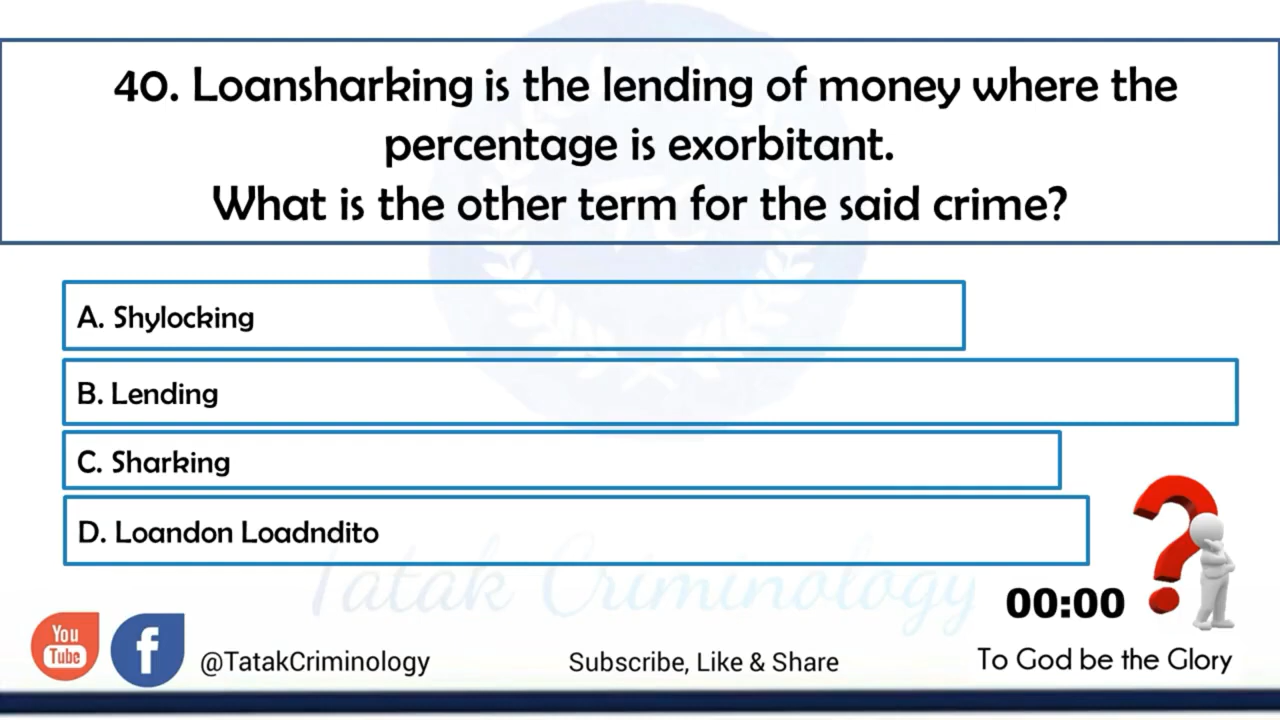 40. Loansharking is the lending of money where the
percentage is exorbitant.
What is the other term for the said crime?
A. Shylocking
B. Lending
C. Sharking
D. Loandon Loadndito
Tatak Criminology
00:00
You
Tube
f
@TatakCriminology
Subscribe, Like & Share
To God be the Glory